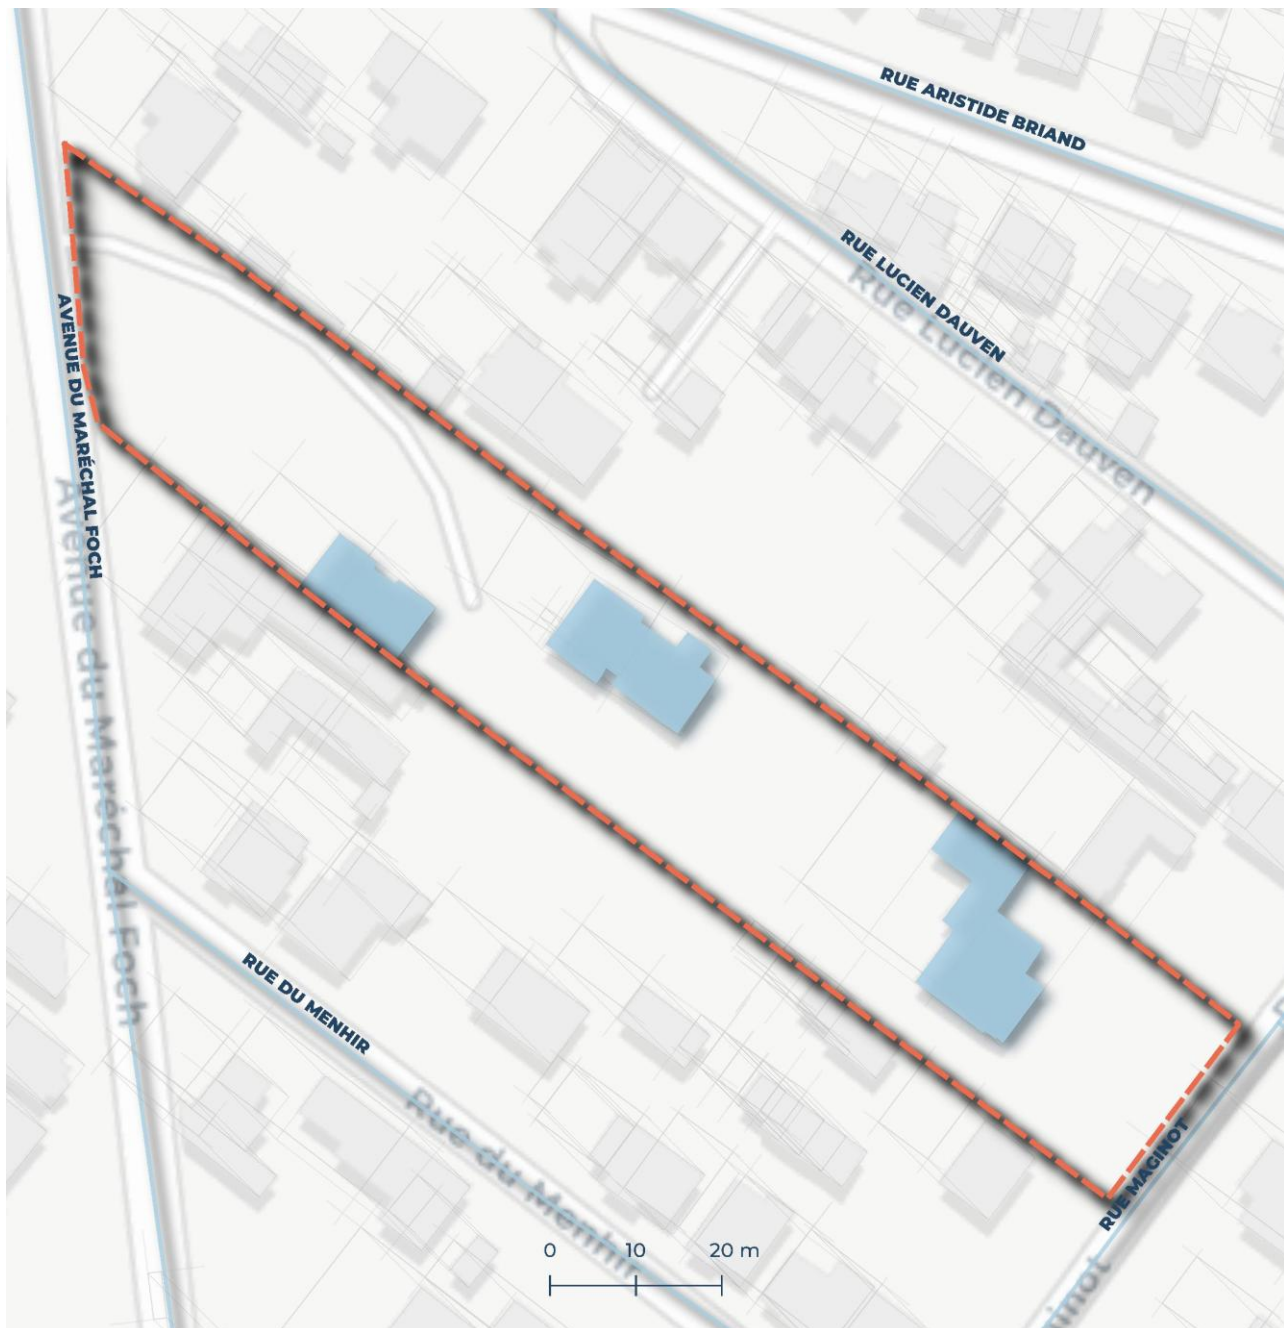 RUE ARISTIDE BRIAND
RUE LUCIEN DAUVEN
Rue Lucien Dauven
AVENUE DU MARÉCHAL FOCH
Avenue du Maréchal Foch
RUE DU MENHIR
Rue du Menhir
RUE MAGINOT
0 10 20 m